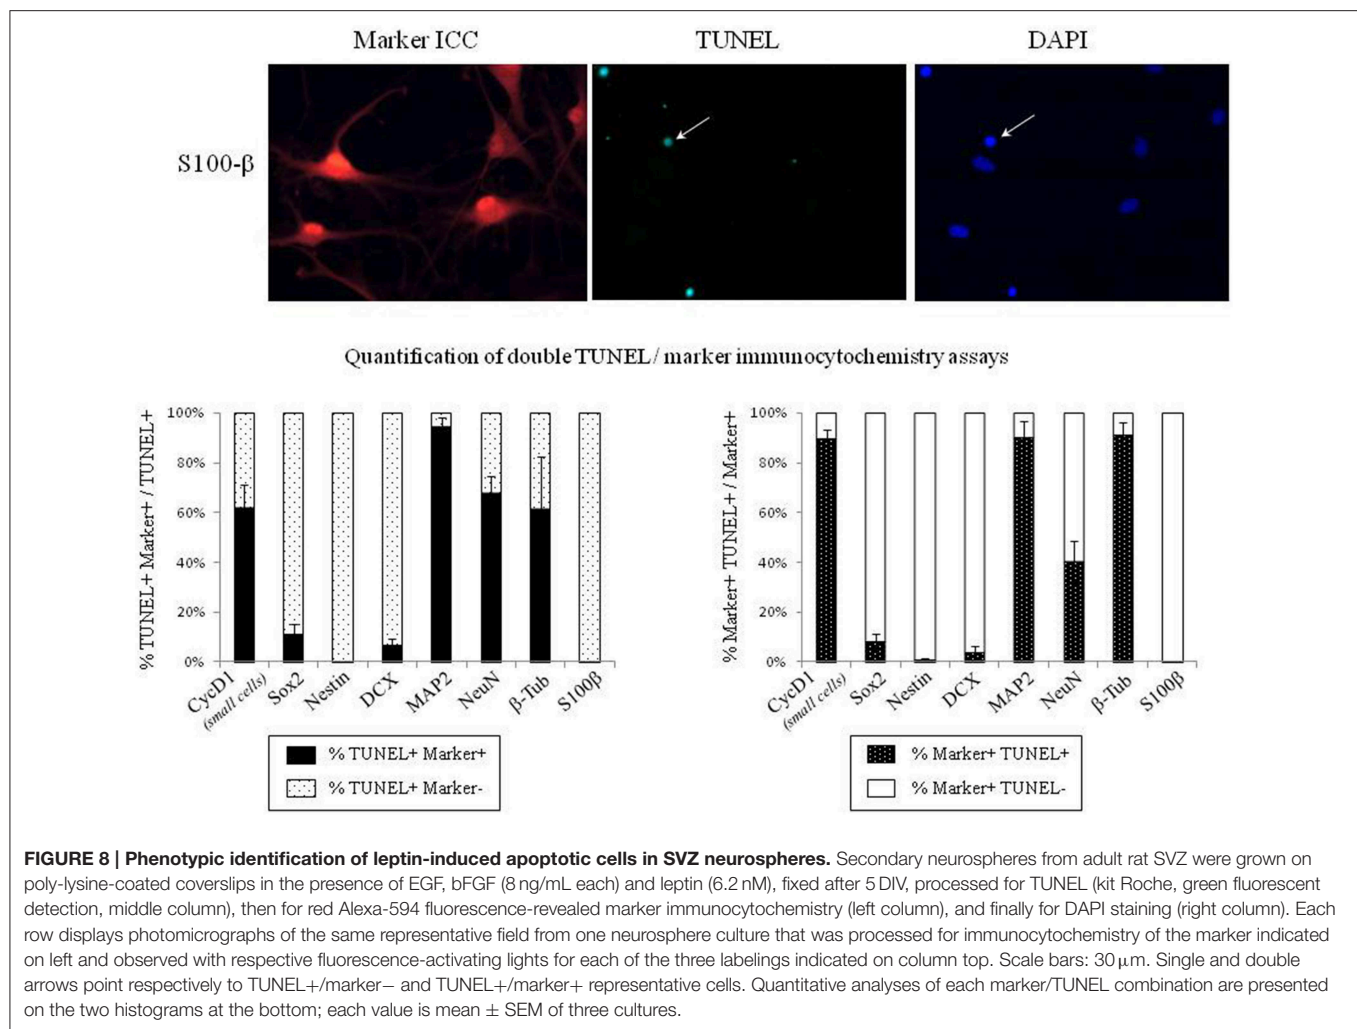 Marker ICC TUNEL DAPI
S100-β
Quantification of double TUNEL / marker immunocytochemistry assays
% TUNEL+ Marker+ / TUNEL+
100%
80%
60%
40%
20%
0%
CycD1
(small cells)
Sox2
Nestin
DCX
MAP2
NeuN
β-Tub
S100β
% TUNEL+ Marker+
% TUNEL+ Marker-
% Marker+ TUNEL+ / Marker+
100%
80%
60%
40%
20%
0%
CycD1
(small cells)
Sox2
Nestin
DCX
MAP2
NeuN
β-Tub
S100β
% Marker+ TUNEL+
% Marker+ TUNEL-
FIGURE 8 | Phenotypic identification of leptin-induced apoptotic cells in SVZ neurospheres. Secondary neurospheres from adult rat SVZ were grown on
poly-lysine-coated coverslips in the presence of EGF, bFGF (8 ng/mL each) and leptin (6.2 nM), fixed after 5 DIV, processed for TUNEL (kit Roche, green fluorescent
detection, middle column), then for red Alexa-594 fluorescence-revealed marker immunocytochemistry (left column), and finally for DAPI staining (right column). Each
row displays photomicrographs of the same representative field from one neurosphere culture that was processed for immunocytochemistry of the marker indicated
on left and observed with respective fluorescence-activating lights for each of the three labelings indicated on column top. Scale bars: 30 μm. Single and double
arrows point respectively to TUNEL+/marker− and TUNEL+/marker+ representative cells. Quantitative analyses of each marker/TUNEL combination are presented
on the two histograms at the bottom; each value is mean ± SEM of three cultures.